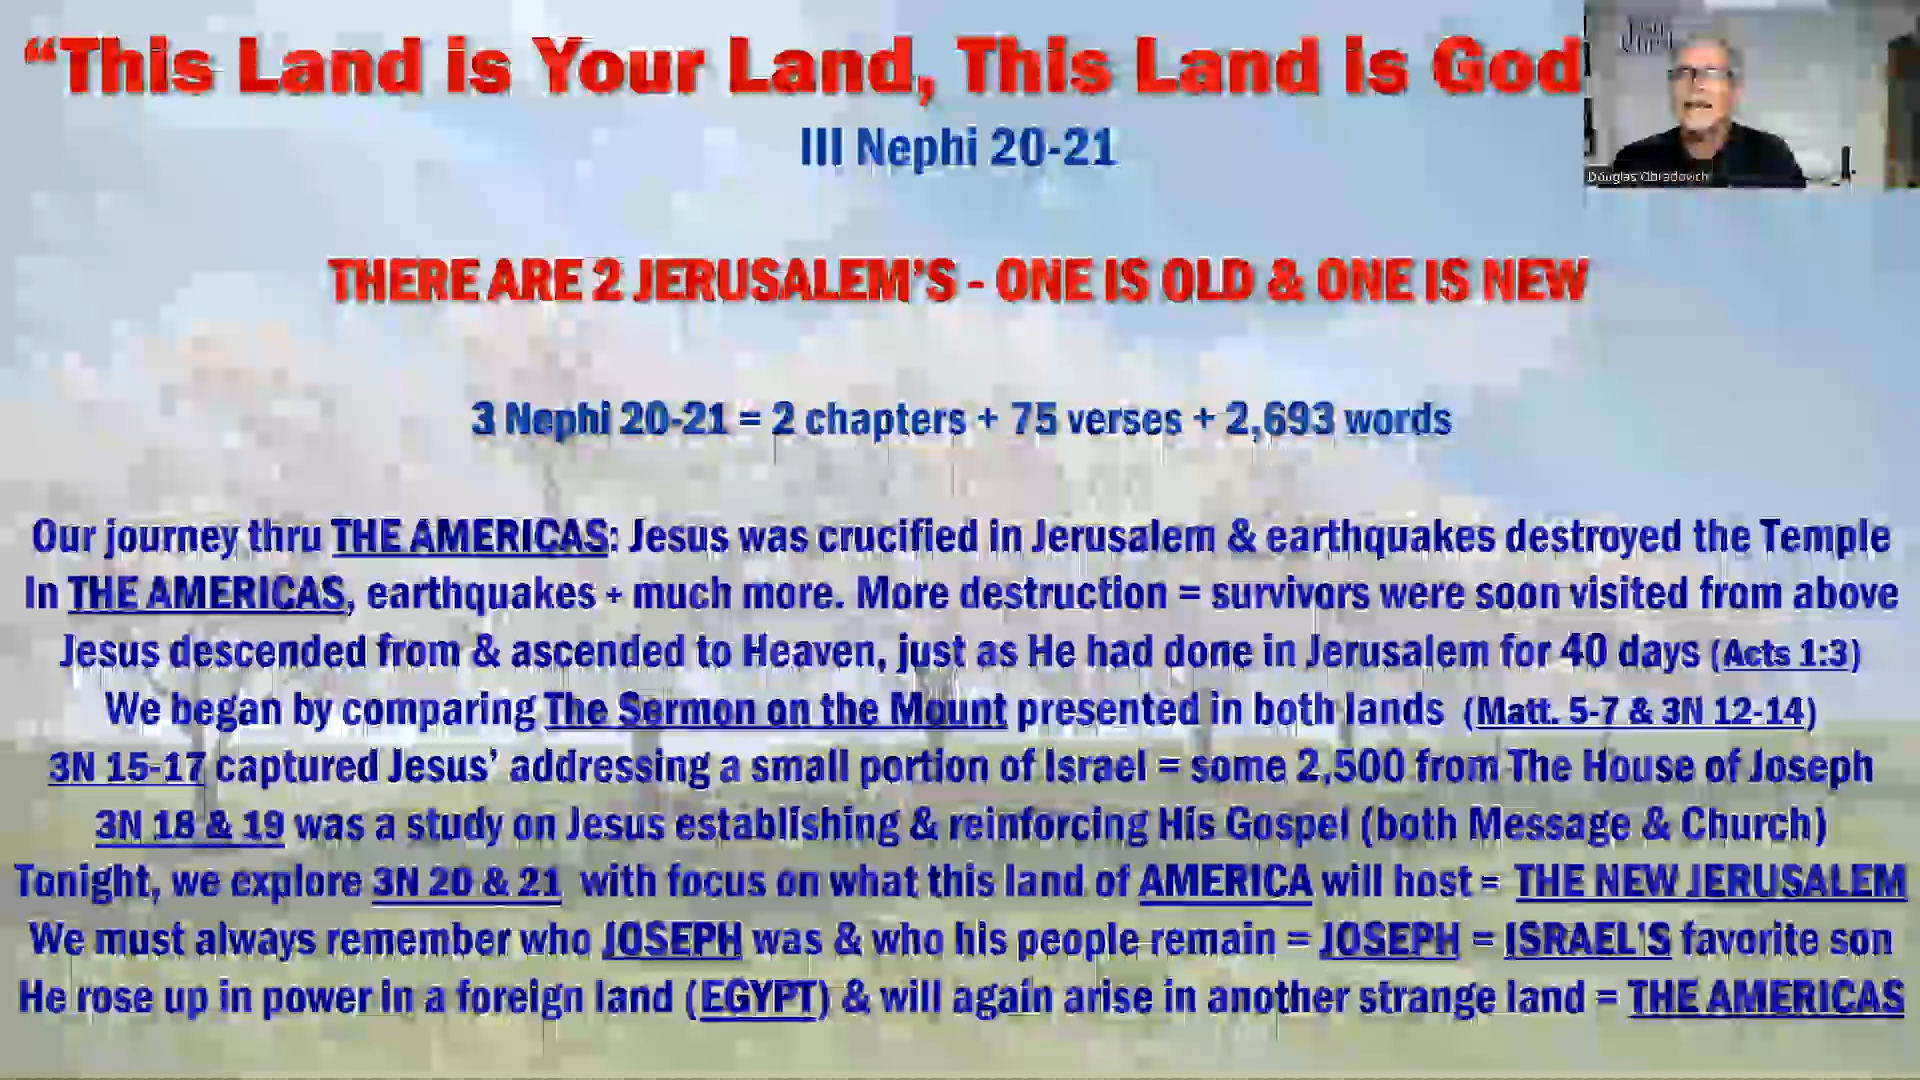 “This Land is Your Land, This Land is God
III Nephi 20-21
Douglas Obradovich
THERE ARE 2 JERUSALEM’S - ONE IS OLD & ONE IS NEW
3 Nephi 20-21 = 2 chapters + 75 verses + 2,693 words
Our journey thru THE AMERICAS: Jesus was crucified in Jerusalem & earthquakes destroyed the Temple
In THE AMERICAS, earthquakes + much more. More destruction = survivors were soon visited from above
Jesus descended from & ascended to Heaven, just as He had done in Jerusalem for 40 days (Acts 1:3)
We began by comparing The Sermon on the Mount presented in both lands (Matt. 5-7 & 3N 12-14)
3N 15-17 captured Jesus’ addressing a small portion of Israel = some 2,500 from The House of Joseph
3N 18 & 19 was a study on Jesus establishing & reinforcing His Gospel (both Message & Church)
Tonight, we explore 3N 20 & 21 with focus on what this land of AMERICA will host = THE NEW JERUSALEM
We must always remember who JOSEPH was & who his people remain = JOSEPH = ISRAEL'S favorite son
He rose up in power in a foreign land (EGYPT) & will again arise in another strange land = THE AMERICAS